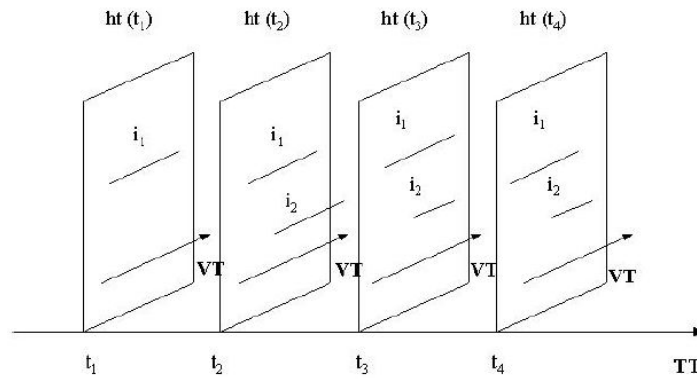 ht (t₁) ht (t₂) ht (t₃) ht (t₄)
i₁ i₁ i₁ i₁
i₂ i₂ i₂
VT VT VT VT
t₁ t₂ t₃ t₄ TT